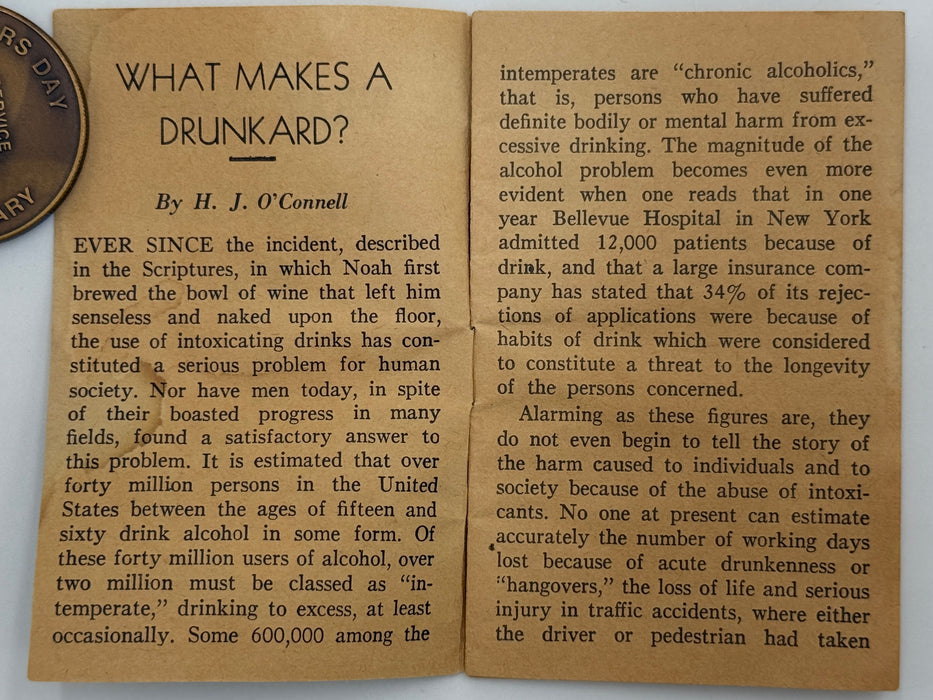 RS DAY
ARY
WHAT MAKES A
DRUNKARD?
By H. J. O'Connell
EVER SINCE the incident, described
in the Scriptures, in which Noah first
brewed the bowl of wine that left him
senseless and naked upon the floor,
the use of intoxicating drinks has con-
stituted a serious problem for human
society. Nor have men today, in spite
of their boasted progress in many
fields, found a satisfactory answer to
this problem. It is estimated that over
forty million persons in the United
States between the ages of fifteen and
sixty drink alcohol in some form. Of
these forty million users of alcohol, over
two million must be classed as "in-
temperate," drinking to excess, at least
occasionally. Some 600,000 among the
intemperates are "chronic alcoholics,"
that is, persons who have suffered
definite bodily or mental harm from ex-
cessive drinking. The magnitude of the
alcohol problem becomes even more
evident when one reads that in one
year Bellevue Hospital in New York
admitted 12,000 patients because of
drink, and that a large insurance com-
pany has stated that 34% of its rejec-
tions of applications were because of
habits of drink which were considered
to constitute a threat to the longevity
of the persons concerned.
Alarming as these figures are, they
do not even begin to tell the story of
the harm caused to individuals and to
society because of the abuse of intoxi-
cants. No one at present can estimate
accurately the number of working days
lost because of acute drunkenness or
"hangovers," the loss of life and serious
injury in traffic accidents, where either
the driver or pedestrian had taken